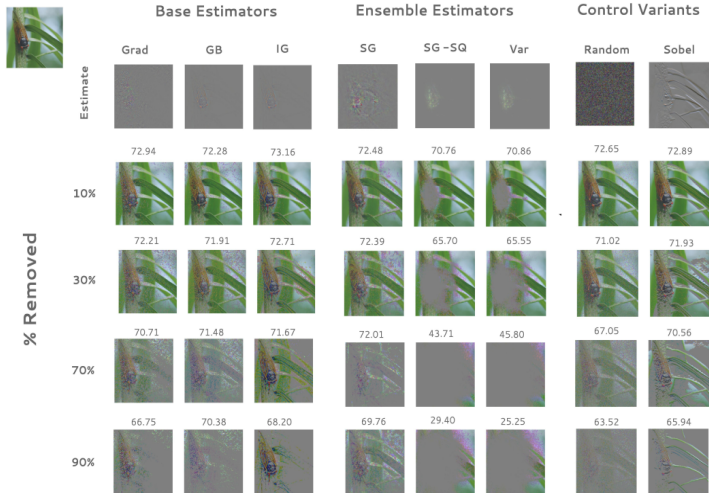 Base Estimators Ensemble Estimators Control Variants
Grad GB IG SG SG -SQ Var Random Sobel
Estimate
72.94 72.28 73.16 72.48 70.76 70.86 72.65 72.89
10%
72.21 71.91 72.71 72.39 65.70 65.55 71.02 71.93
30%
% Removed
70.71 71.48 71.67 72.01 43.71 45.80 67.05 70.56
70%
66.75 70.38 68.20 69.76 29.40 25.25 63.52 65.94
90%